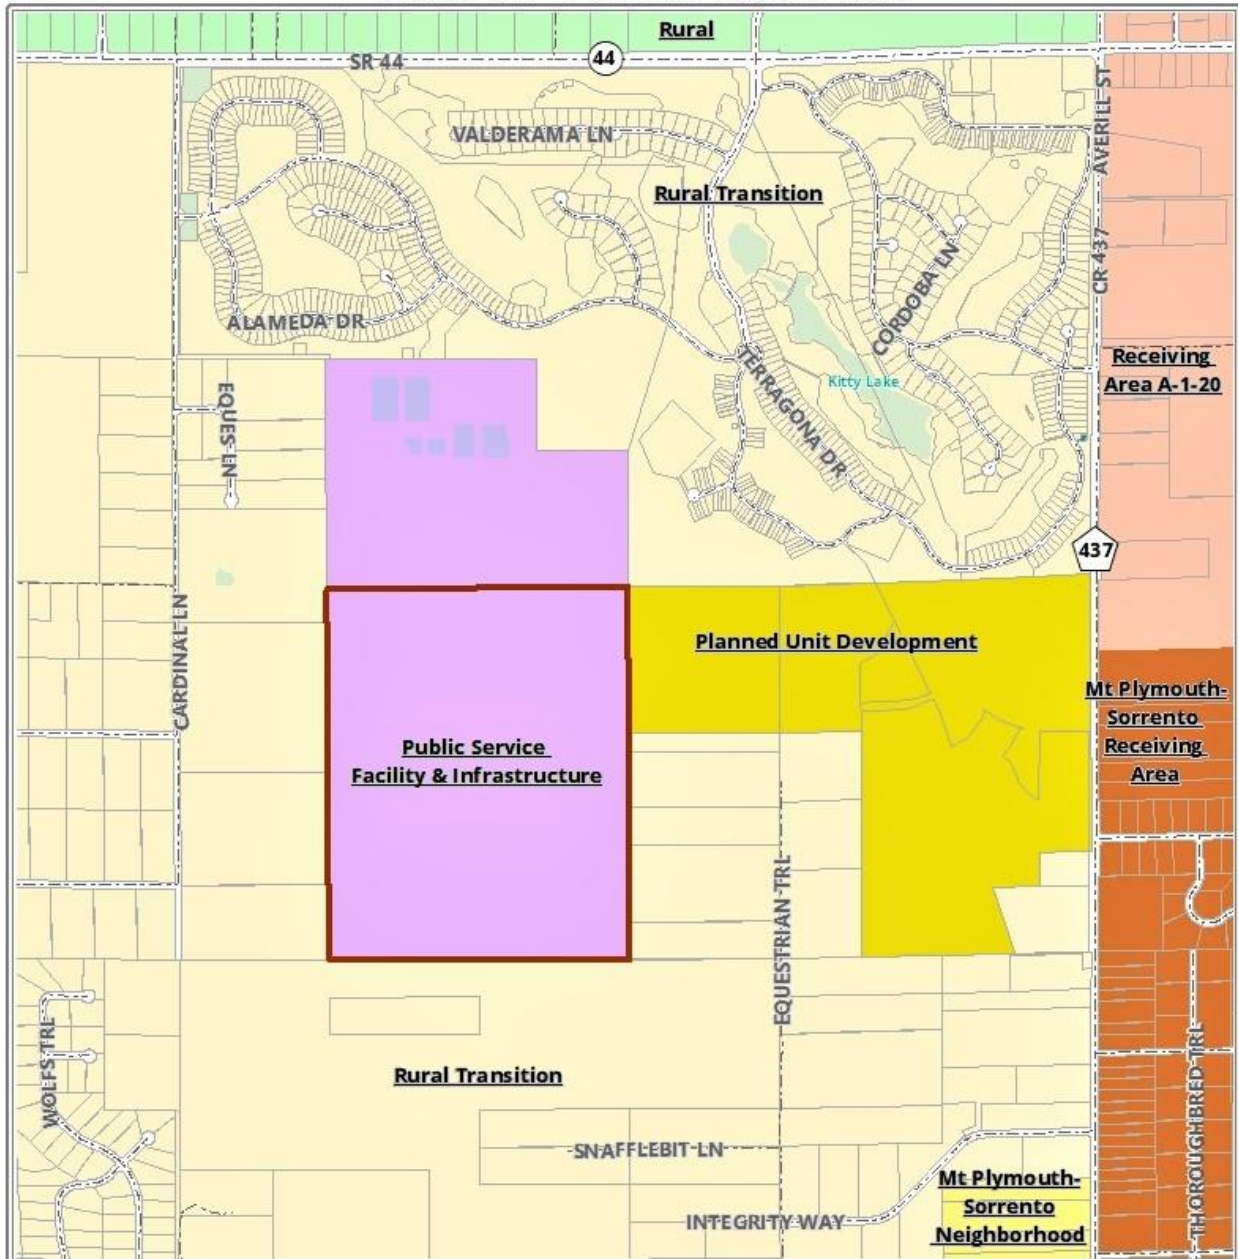 Rural
SR 44
44
AVERILL ST
VALDERAMA LN
Rural Transition
CR 437
CORDOBA LN
ALAMEDA DR
TERRAGONA DR
Kitty Lake
Receiving
Area A-1-20
EQUES LN
437
CARDINAL LN
Planned Unit Development
Mt Plymouth-
Sorrento
Receiving
Area
Public Service
Facility & Infrastructure
EQUESTRIAN TRL
WOLFS TRL
Rural Transition
THOROUGHBRED TRL
SNAFFLEBIT LN
Mt Plymouth-
Sorrento
Neighborhood
INTEGRITY WAY